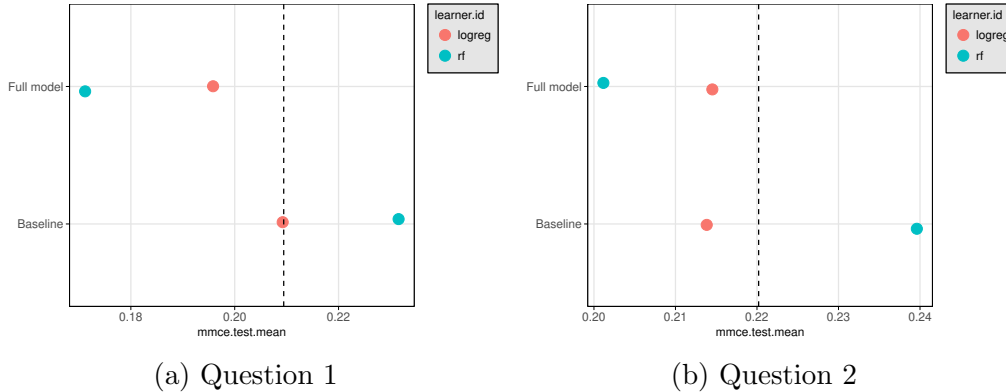 learner.id
logreg
rf
Full model
Baseline
0.18
0.20
0.22
mmce.test.mean
(a) Question 1
learner.id
logreg
rf
Full model
Baseline
0.20
0.21
0.22
0.23
0.24
mmce.test.mean
(b) Question 2